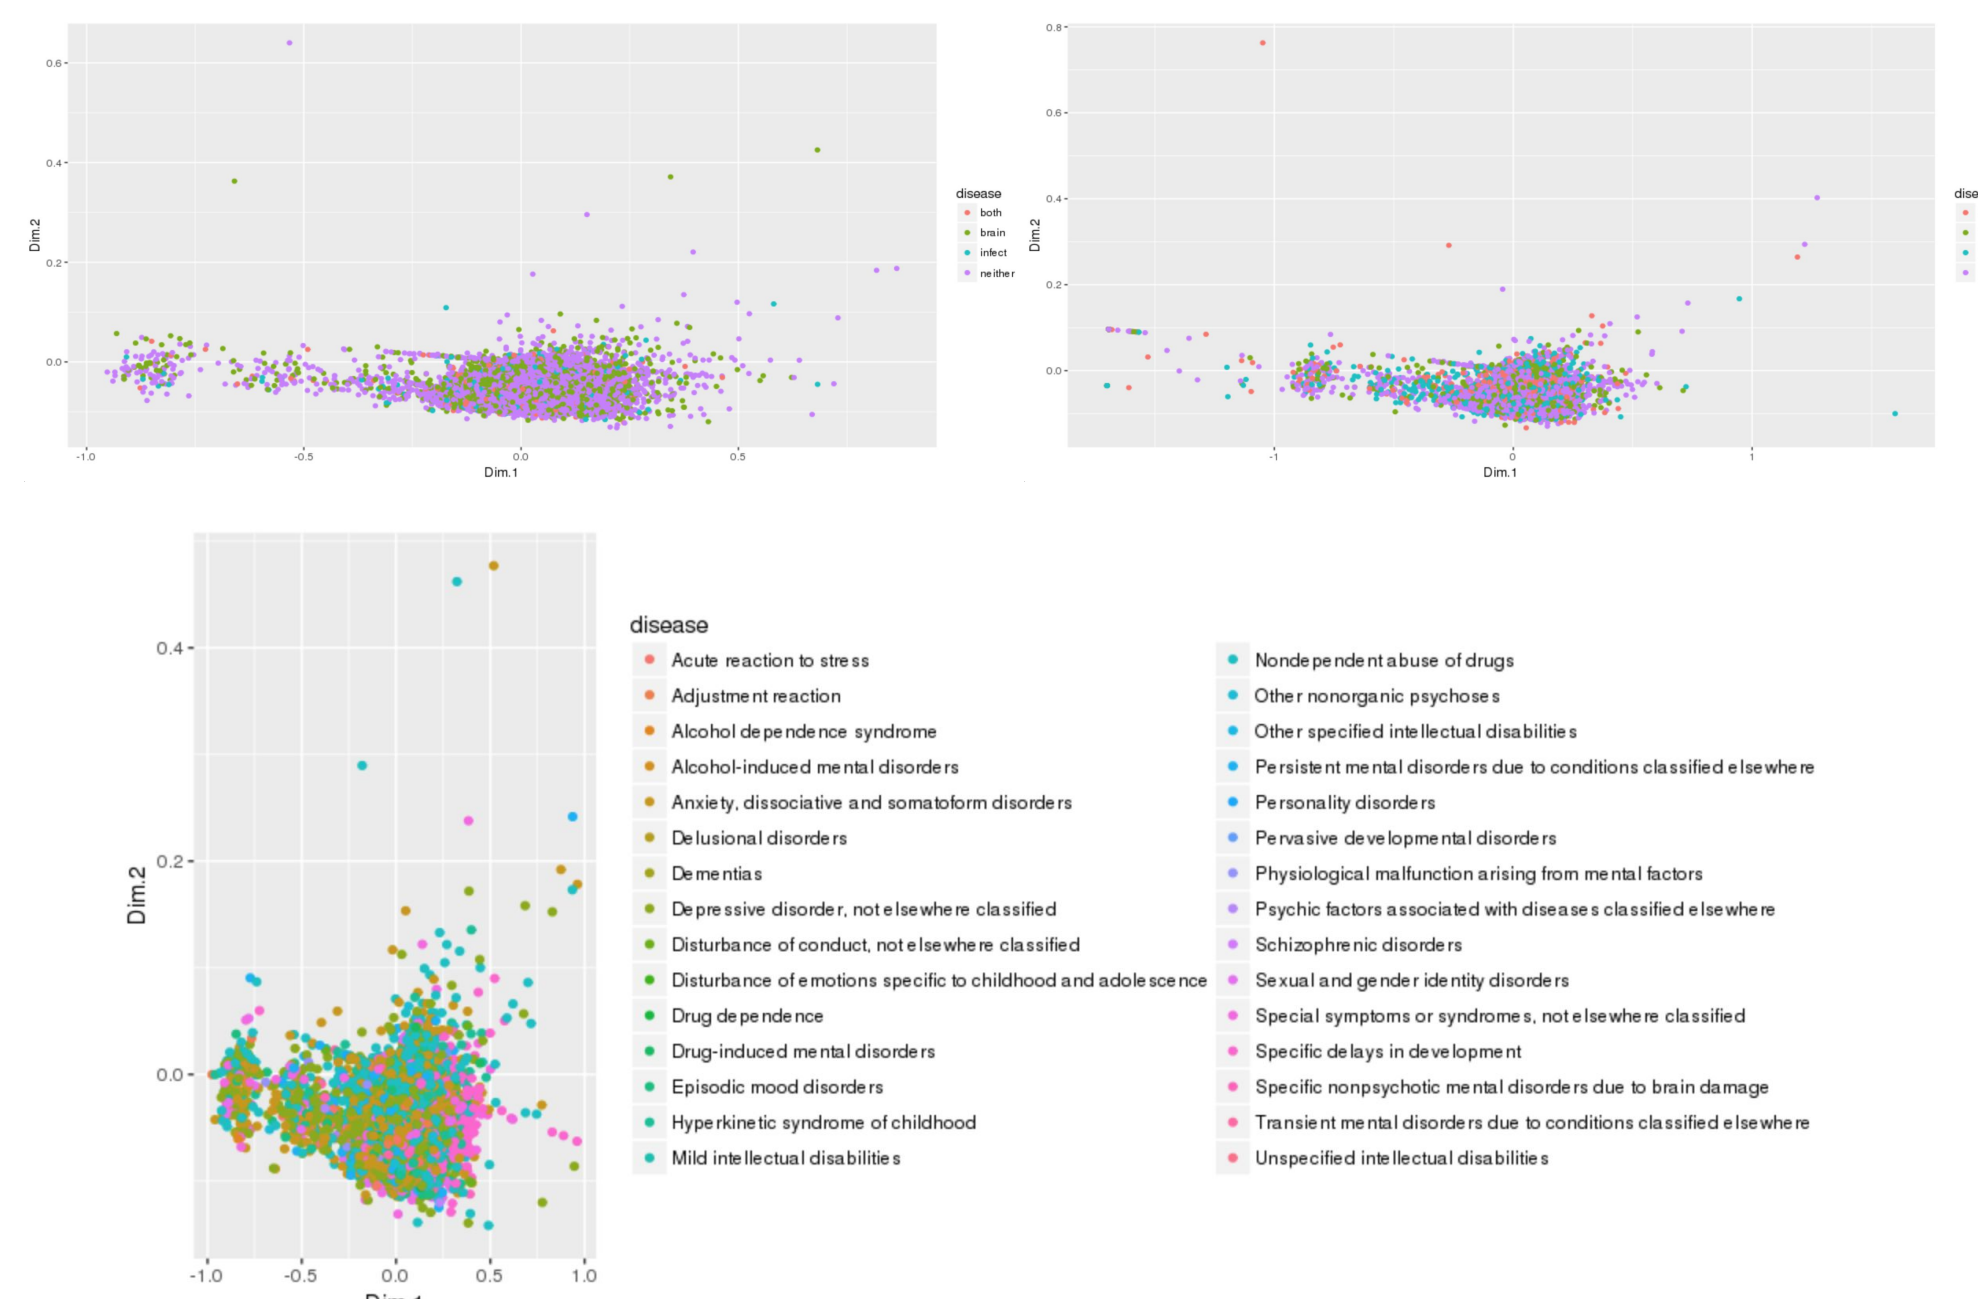 0.6
0.4
0.2
0.0
Dim.2
-1.0
-0.5
0.0
0.5
Dim.1
disease
both
brain
infect
neither
0.8
0.6
0.4
0.2
0.0
Dim.2
-1
0
1
Dim.1
dise
0.4
0.2
0.0
Dim.2
-1.0
-0.5
0.0
0.5
1.0
Dim.1
disease
Acute reaction to stress
Adjustment reaction
Alcohol dependence syndrome
Alcohol-induced mental disorders
Anxiety, dissociative and somatoform disorders
Delusional disorders
Dementias
Depressive disorder, not elsewhere classified
Disturbance of conduct, not elsewhere classified
Disturbance of emotions specific to childhood and adolescence
Drug dependence
Drug-induced mental disorders
Episodic mood disorders
Hyperkinetic syndrome of childhood
Mild intellectual disabilities
Nondependent abuse of drugs
Other nonorganic psychoses
Other specified intellectual disabilities
Persistent mental disorders due to conditions classified elsewhere
Personality disorders
Pervasive developmental disorders
Physiological malfunction arising from mental factors
Psychic factors associated with diseases classified elsewhere
Schizophrenic disorders
Sexual and gender identity disorders
Special symptoms or syndromes, not elsewhere classified
Specific delays in development
Specific nonpsychotic mental disorders due to brain damage
Transient mental disorders due to conditions classified elsewhere
Unspecified intellectual disabilities